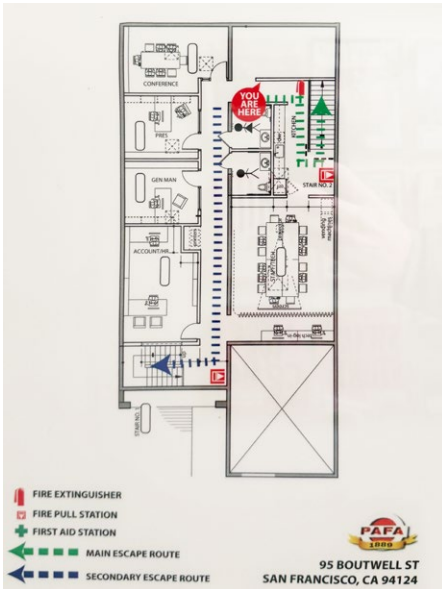 CONFERENCE
YOU
ARE
HERE
PRES
KITCHEN
GEN MAN
STAIR NO. 2
ACCOUNT/HR
STAIR NO. 1
FIRE EXTINGUISHER
FIRE PULL STATION
FIRST AID STATION
MAIN ESCAPE ROUTE
SECONDARY ESCAPE ROUTE
PAFA
1880
95 BOUTWELL ST
SAN FRANCISCO, CA 94124